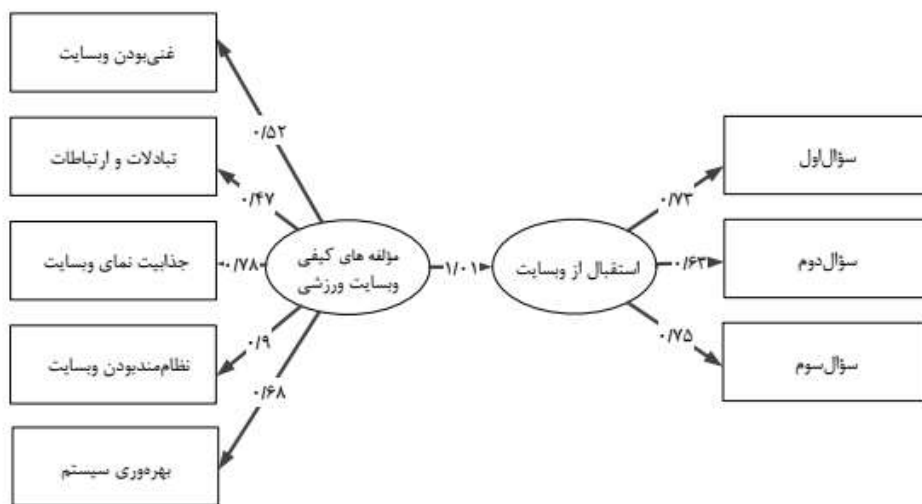 غنی‌بودن وبسایت
تبادلات و ارتباطات
جذابیت نمای وبسایت
نظام‌مندبودن وبسایت
بهره‌وری سیستم
۰/۵۲
۰/۴۷
۰/۷۸
۰/۹
۰/۶۸
مؤلفه های کیفی
وبسایت ورزشی
۱/۰۱
استقبال از وبسایت
۰/۷۳
۰/۶۳
۰/۷۵
سؤال‌اول
سؤال‌دوم
سؤال‌سوم